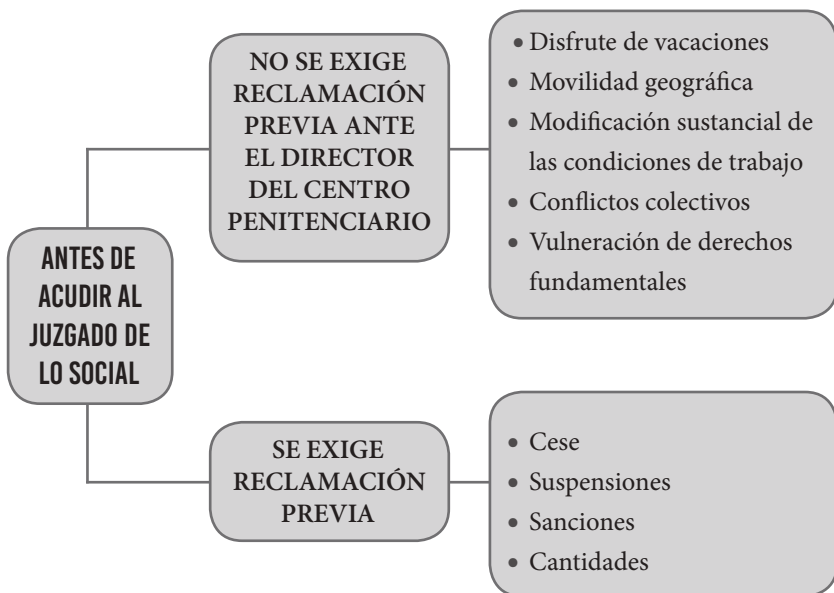 ANTES DE
ACUDIR AL
JUZGADO DE
LO SOCIAL
NO SE EXIGE
RECLAMACIÓN
PREVIA ANTE
EL DIRECTOR
DEL CENTRO
PENITENCIARIO
• Disfrute de vacaciones
• Movilidad geográfica
• Modificación sustancial de
las condiciones de trabajo
• Conflictos colectivos
• Vulneración de derechos
fundamentales
SE EXIGE
RECLAMACIÓN
PREVIA
• Cese
• Suspensiones
• Sanciones
• Cantidades